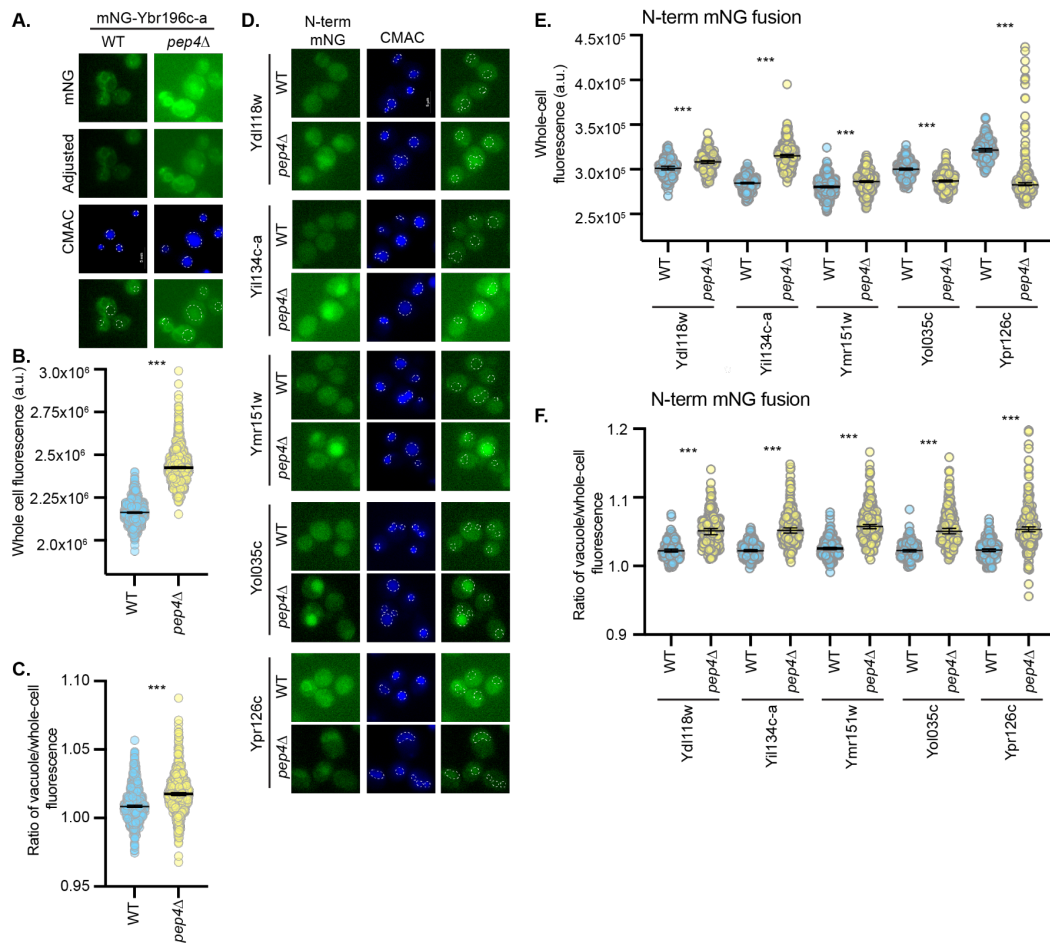 A.
mNG-Ybr196c-a
WT
pep4Δ
mNG
Adjusted
CMAC
5 μm
B.
***
3.0x10⁶
2.75x10⁶
2.5x10⁶
2.25x10⁶
2.0x10⁶
Whole cell fluorescence (a.u.)
WT
pep4Δ
C.
***
1.10
1.05
1.00
0.95
Ratio of vacuole/whole-cell
fluorescence
WT
pep4Δ
D.
N-term
mNG
CMAC
Ydl118w
WT
5 μm
pep4Δ
Yil134c-a
WT
pep4Δ
Ymr151w
WT
pep4Δ
Yol035c
WT
pep4Δ
Ypr126c
WT
pep4Δ
E.
N-term mNG fusion
*** *** *** *** ***
4.5x10⁵
4.0x10⁵
3.5x10⁵
3.0x10⁵
2.5x10⁵
Whole-cell
fluorescence (a.u.)
WT pep4Δ WT pep4Δ WT pep4Δ WT pep4Δ WT pep4Δ
Ydl118w Yil134c-a Ymr151w Yol035c Ypr126c
F.
N-term mNG fusion
*** *** *** *** ***
1.2
1.1
1.0
0.9
Ratio of vacuole/whole-cell
fluorescence
WT pep4Δ WT pep4Δ WT pep4Δ WT pep4Δ WT pep4Δ
Ydl118w Yil134c-a Ymr151w Yol035c Ypr126c